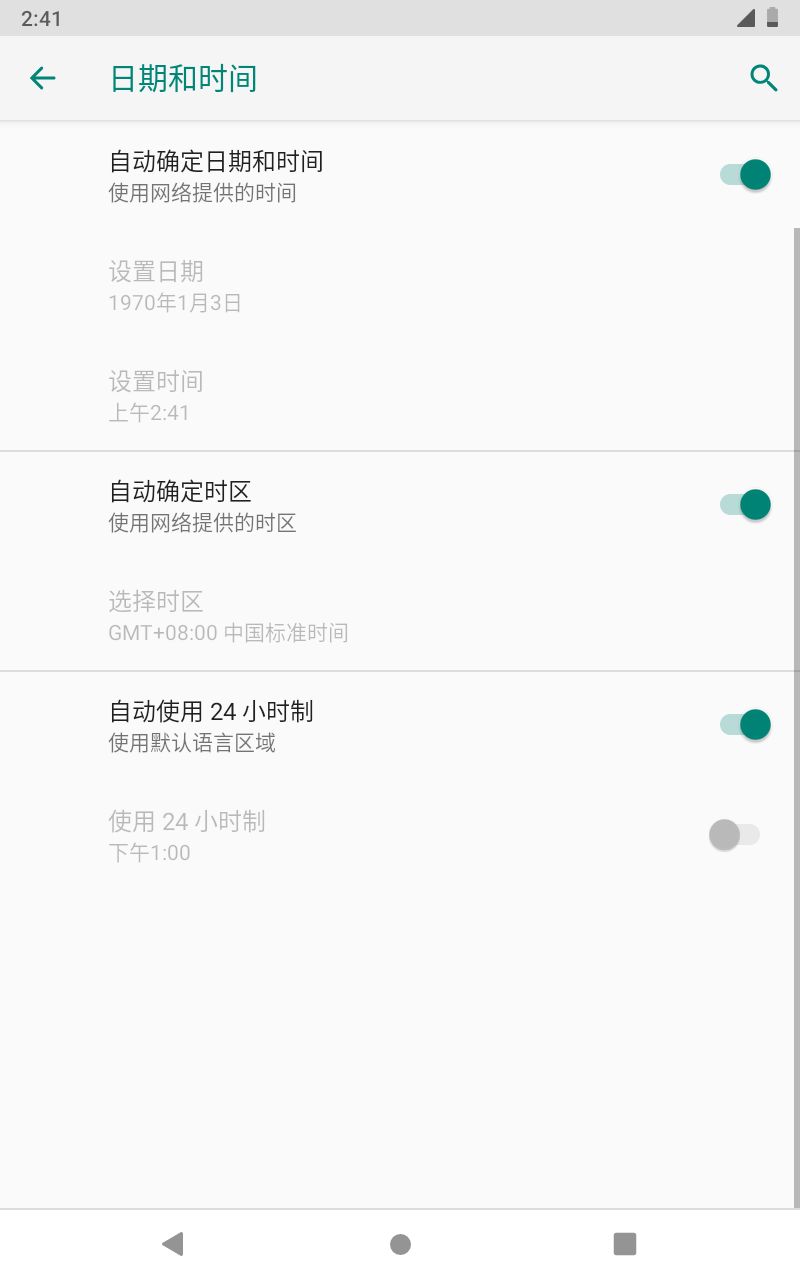 2:41
日期和时间
自动确定日期和时间
使用网络提供的时间
设置日期
1970年1月3日
设置时间
上午2:41
自动确定时区
使用网络提供的时区
选择时区
GMT+08:00 中国标准时间
自动使用 24 小时制
使用默认语言区域
使用 24 小时制
下午1:00